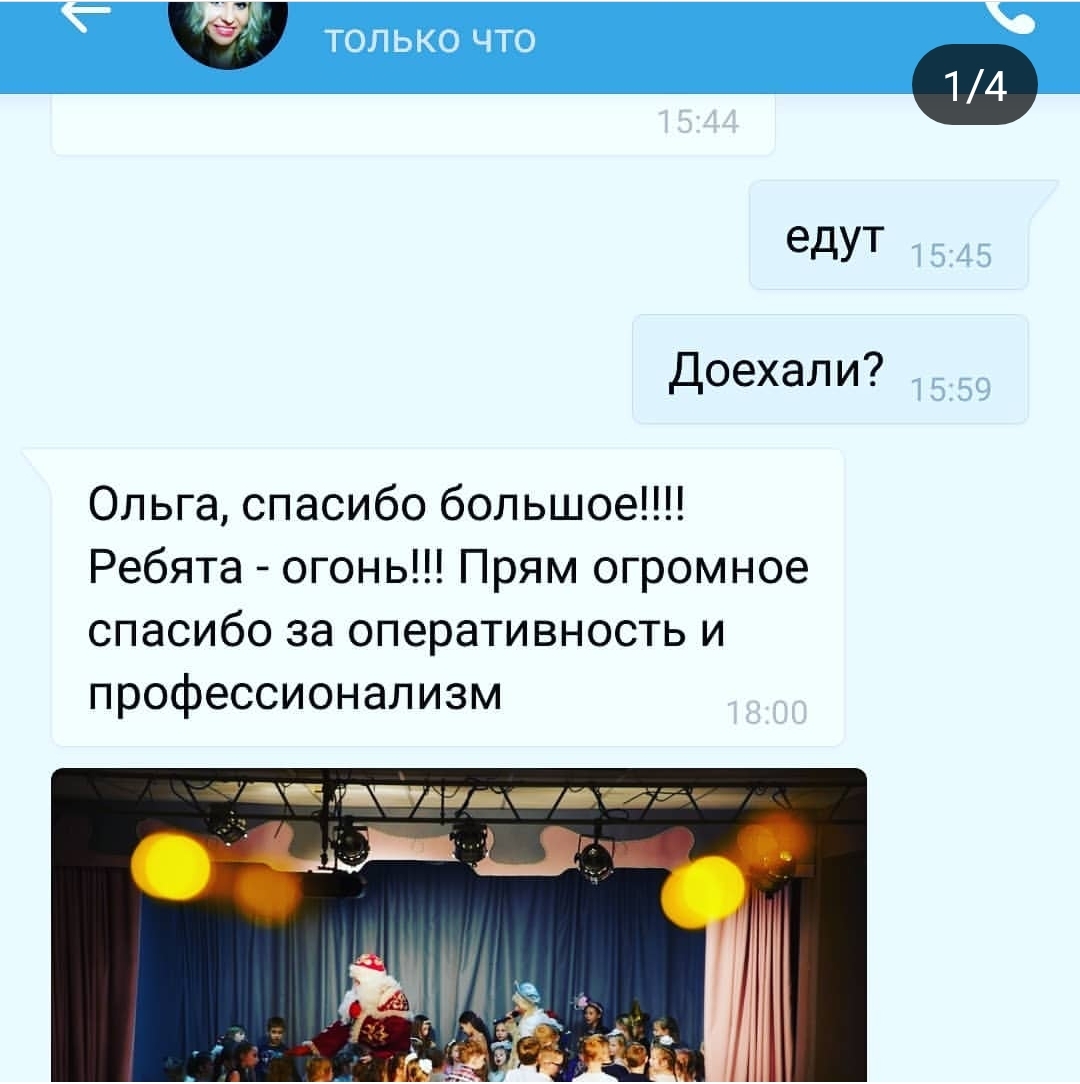 только что
1/4
15:44
едут 15:45
Доехали? 15:59
Ольга, спасибо большое!!!!
Ребята - огонь!!! Прям огромное
спасибо за оперативность и
профессионализм
18:00